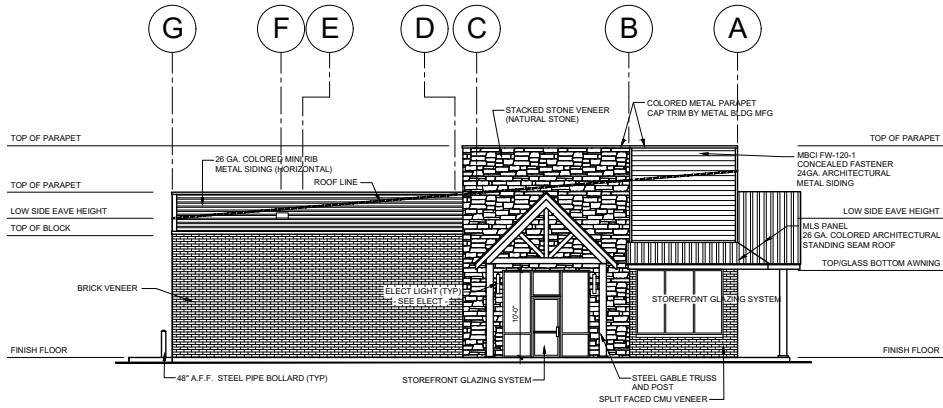 G F E D C B A
STACKED STONE VENEER
(NATURAL STONE)
COLORED METAL PARAPET
CAP TRIM BY METAL BLDG MFG
TOP OF PARAPET
TOP OF PARAPET
26 GA. COLORED MINI RIB
METAL SIDING (HORIZONTAL)
MBCI FW-120-1
CONCEALED FASTENER
24GA. ARCHITECTURAL
METAL SIDING
ROOF LINE
TOP OF PARAPET
TOP OF PARAPET
LOW SIDE EAVE HEIGHT
LOW SIDE EAVE HEIGHT
TOP OF BLOCK
MLS PANEL
26 GA. COLORED ARCHITECTURAL
STANDING SEAM ROOF
TOP/GLASS BOTTOM AWNING
BRICK VENEER
ELECT LIGHT (TYP)
- SEE ELECT -
10'-0"
STOREFRONT GLAZING SYSTEM
FINISH FLOOR
FINISH FLOOR
48" A.F.F. STEEL PIPE BOLLARD (TYP)
STOREFRONT GLAZING SYSTEM
STEEL GABLE TRUSS
AND POST
SPLIT FACED CMU VENEER